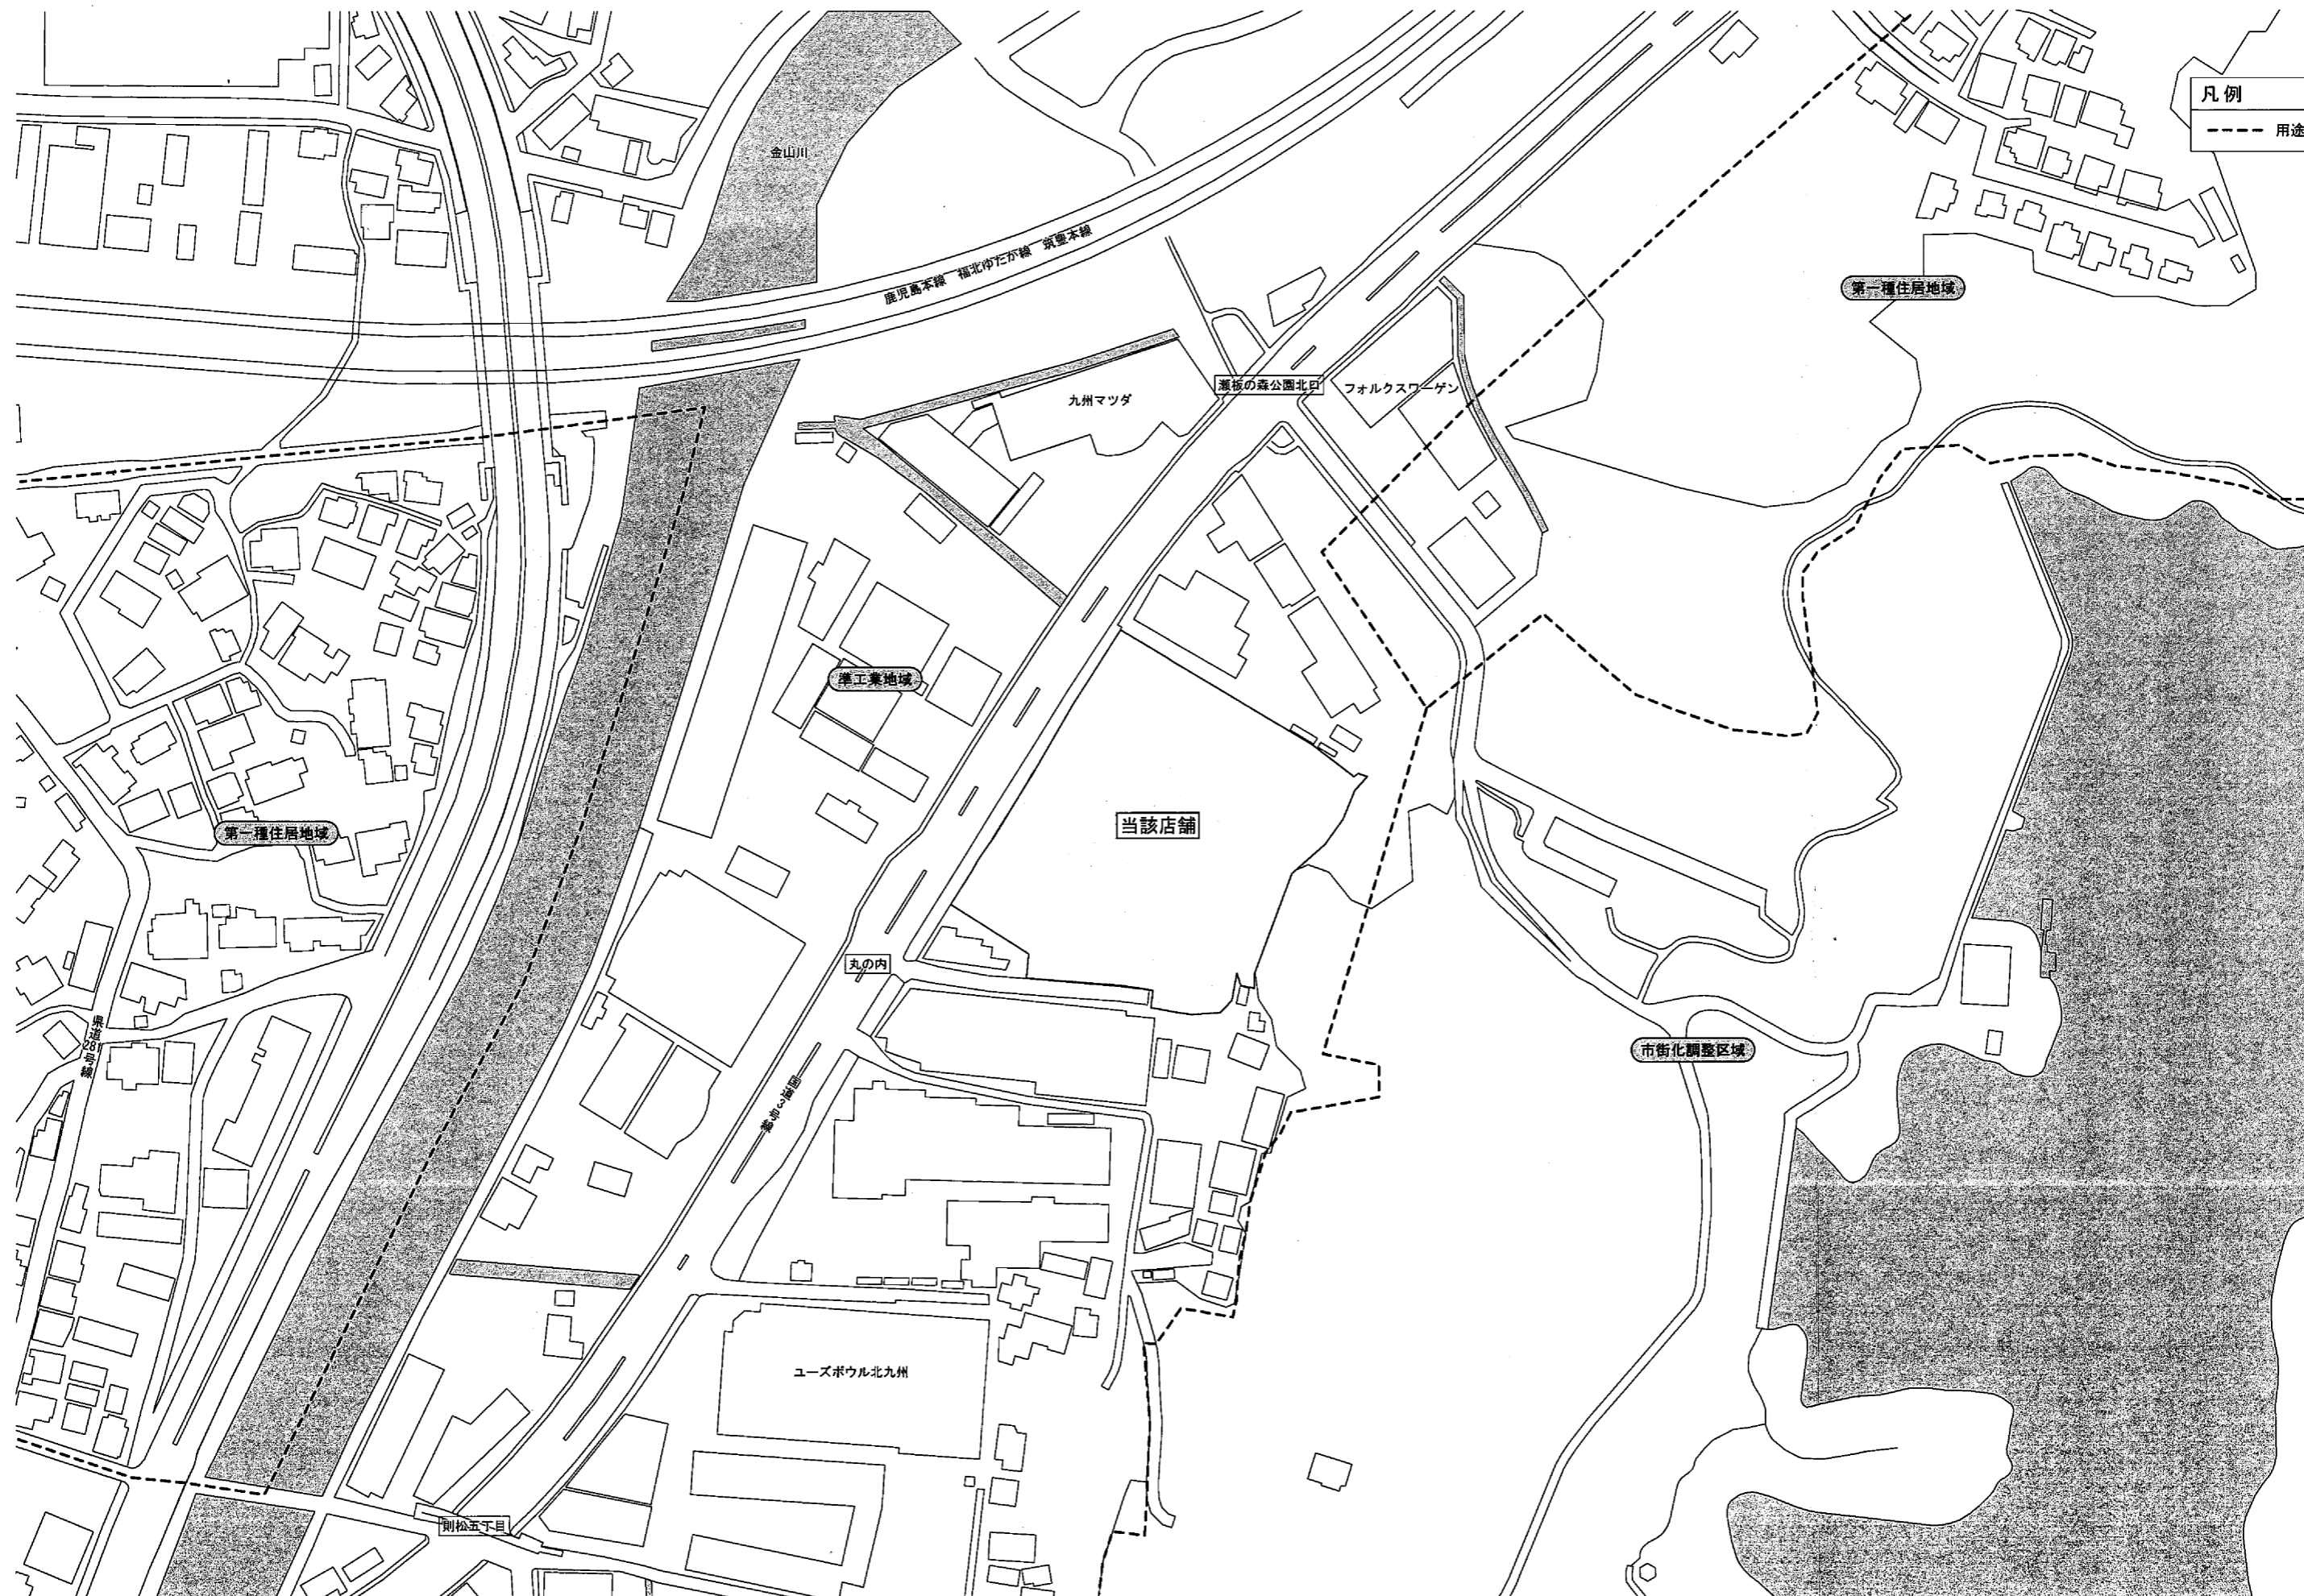 凡例
用途
金山川
鹿児島本線 福北ゆたか線 筑豊本線
第一種住居地域
瀬板の森公園北口
フォルクスワーゲン
九州マツダ
準工業地域
当該店舗
第一種住居地域
丸の内
県道281号線
国道3号線
市街化調整区域
ユーズボウル北九州
則松五丁目